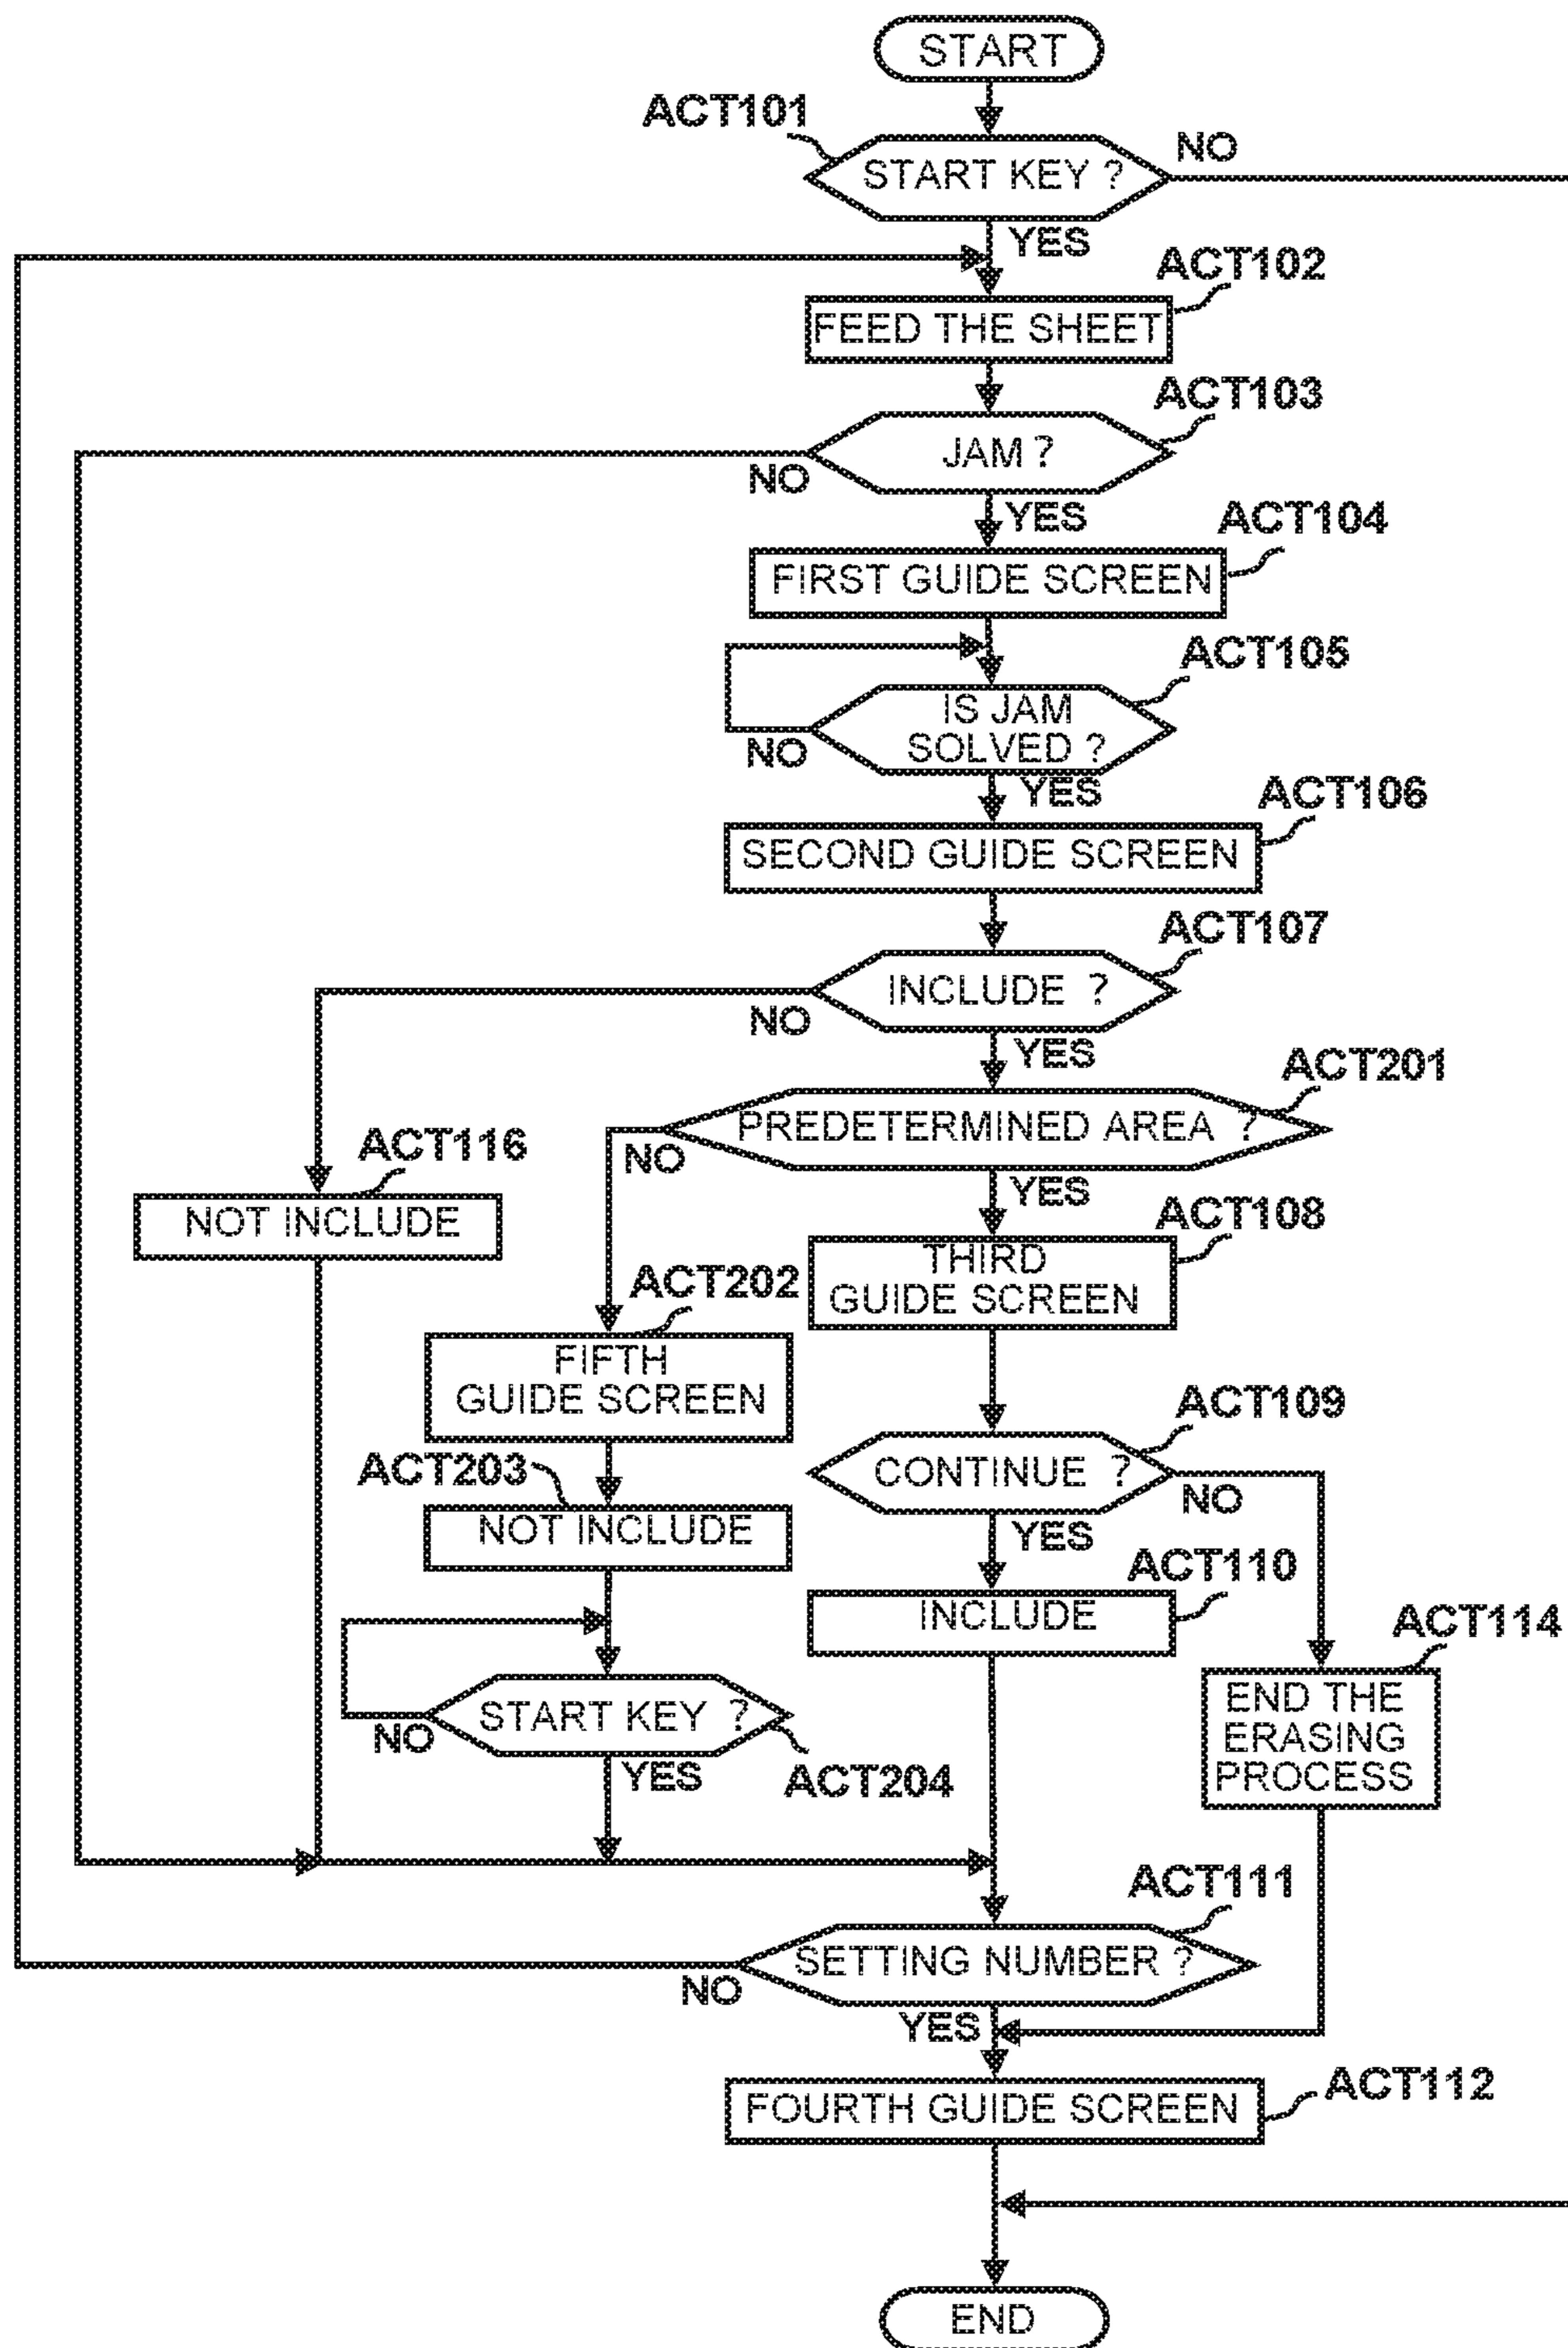 START
ACT101
START KEY ?
NO
YES
ACT102
FEED THE SHEET
ACT103
JAM ?
NO
YES
ACT104
FIRST GUIDE SCREEN
ACT105
IS JAM
SOLVED ?
NO
YES
ACT106
SECOND GUIDE SCREEN
ACT107
INCLUDE ?
NO
YES
ACT201
PREDETERMINED AREA ?
NO
YES
ACT116
NOT INCLUDE
ACT108
THIRD
GUIDE SCREEN
ACT202
FIFTH
GUIDE SCREEN
ACT109
CONTINUE ?
NO
YES
ACT203
NOT INCLUDE
ACT110
INCLUDE
ACT114
END THE
ERASING
PROCESS
START KEY ?
NO
YES
ACT204
ACT111
SETTING NUMBER ?
NO
YES
ACT112
FOURTH GUIDE SCREEN
END